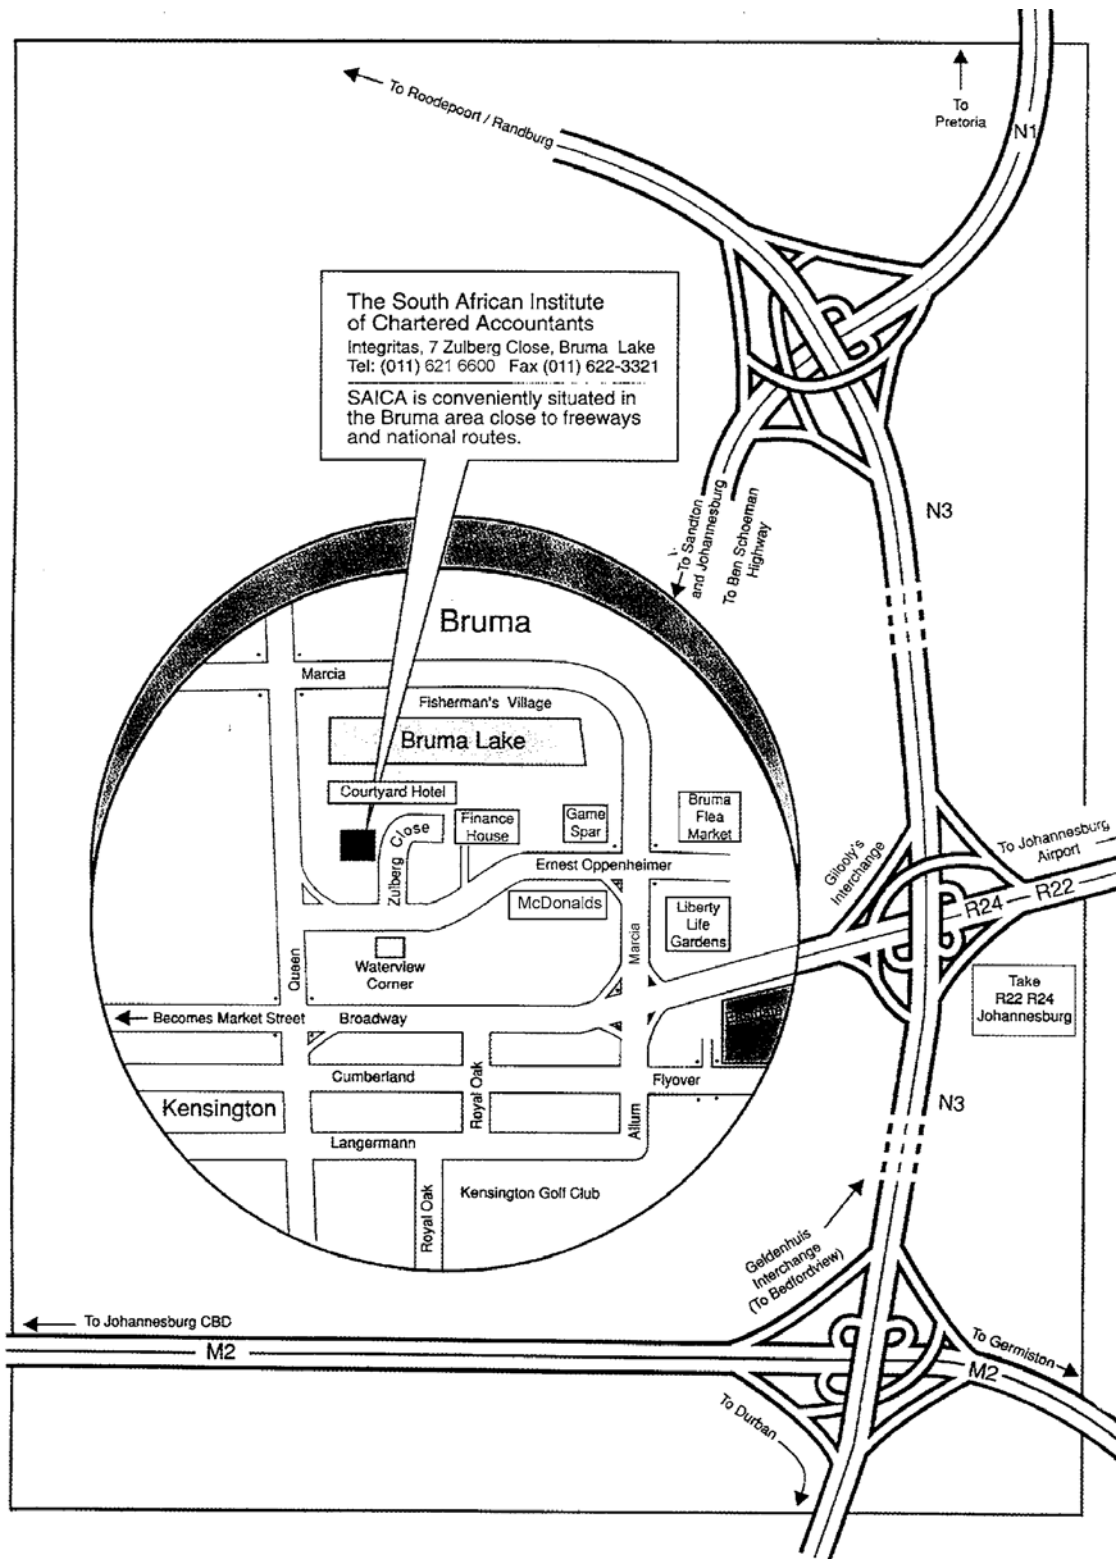 To Roodepoort / Randburg
To
Pretoria
N1
The South African Institute
of Chartered Accountants
Integritas, 7 Zulberg Close, Bruma Lake
Tel: (011) 621 6600 Fax (011) 622-3321
SAICA is conveniently situated in
the Bruma area close to freeways
and national routes.
N3
To Sandton
and Johannesburg
To Ben Schoeman
Highway
Bruma
Marcia
Fisherman's Village
Bruma Lake
Courtyard Hotel
Finance
House
Game
Spar
Bruma
Flea
Market
Zulberg Close
Ernest Oppenheimer
McDonalds
Liberty
Life
Gardens
Marcia
Queen
Waterview
Corner
Gilooly's
Interchange
To Johannesburg
Airport
R24
R22
Take
R22 R24
Johannesburg
Becomes Market Street
Broadway
Cumberland
Royal Oak
Flyover
Kensington
Langermann
Allum
N3
Royal Oak
Kensington Golf Club
Geldenhuis
Interchange
(To Bedfordview)
To Johannesburg CBD
M2
To Germiston
M2
To Durban